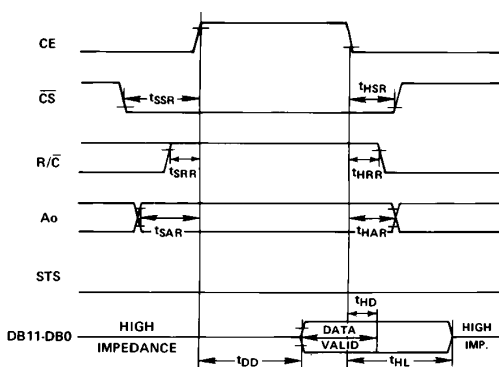 CE
CS
tSSR
tHSR
R/C
tSRR
tHRR
Ao
tSAR
tHAR
STS
tHD
DB11-DB0
HIGH
IMPEDANCE
DATA
VALID
HIGH
IMP.
tDD
tHL